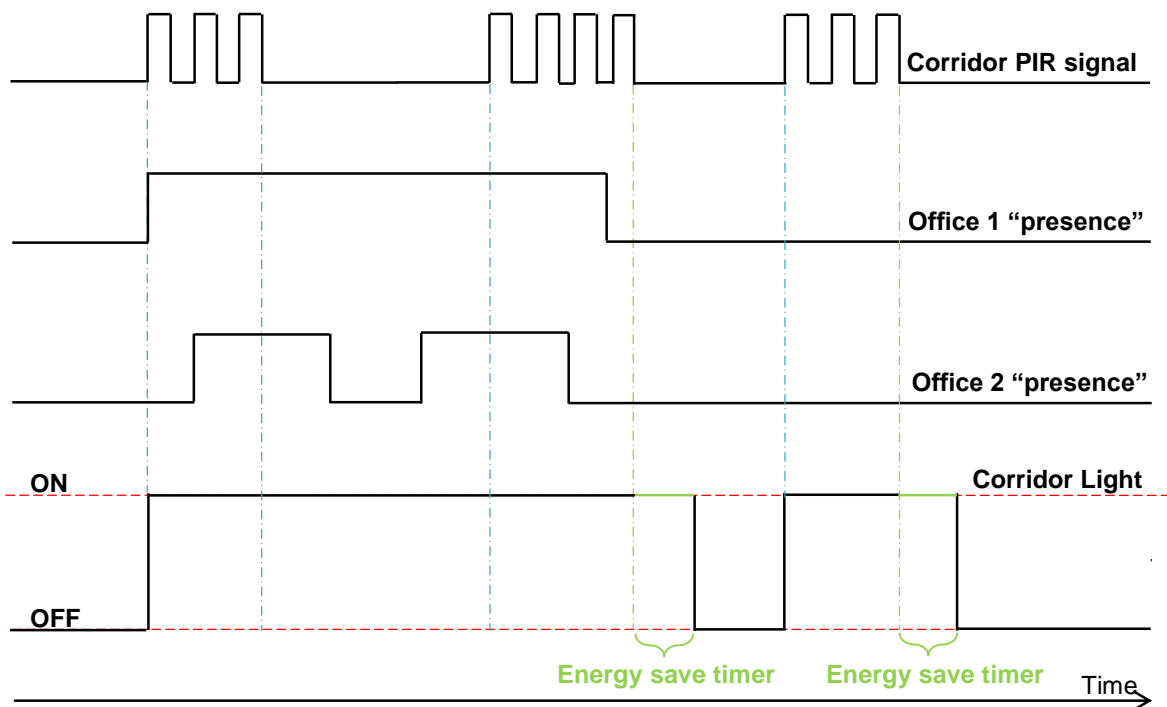 Corridor PIR signal
Office 1 “presence”
Office 2 “presence”
ON
Corridor Light
OFF
Energy save timer
Energy save timer
Time